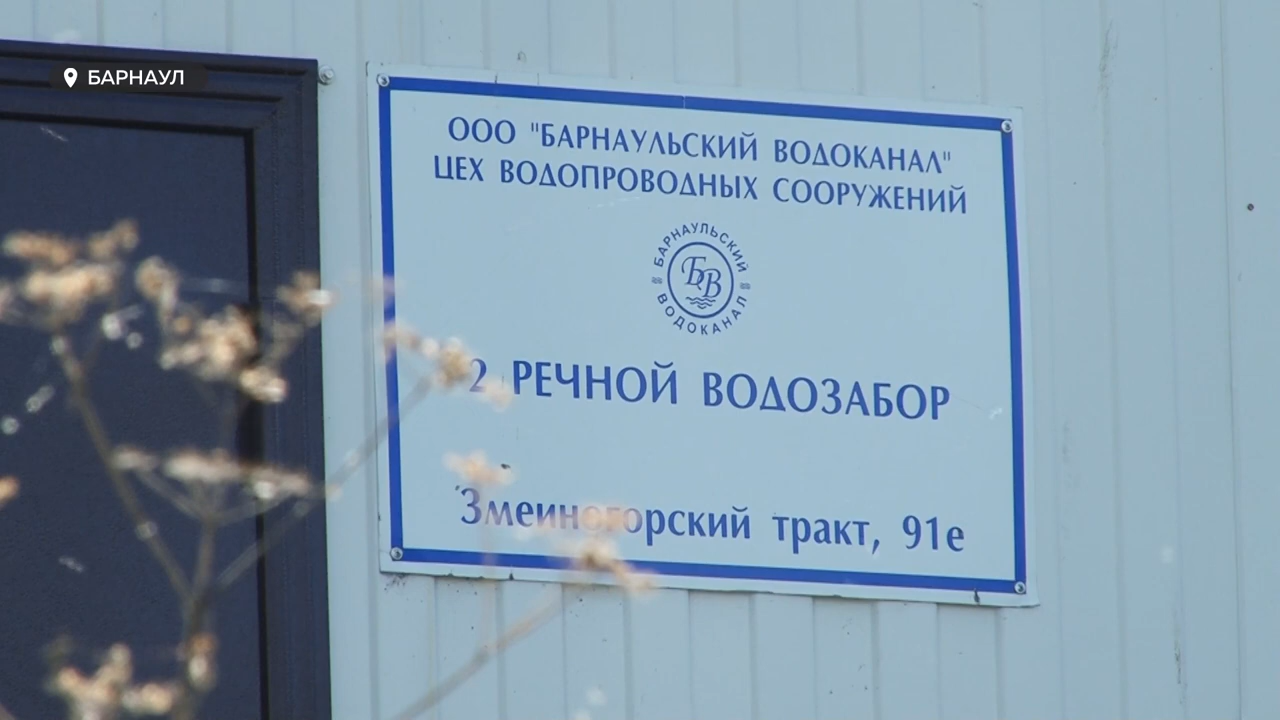 БАРНАУЛ
ООО "БАРНАУЛЬСКИЙ ВОДОКАНАЛ"
ЦЕХ ВОДОПРОВОДНЫХ СООРУЖЕНИЙ
БАРНАУЛЬСКИЙ
БВ
ВОДОКАНАЛ
2 РЕЧНОЙ ВОДОЗАБОР
Змеиногорский тракт, 91е